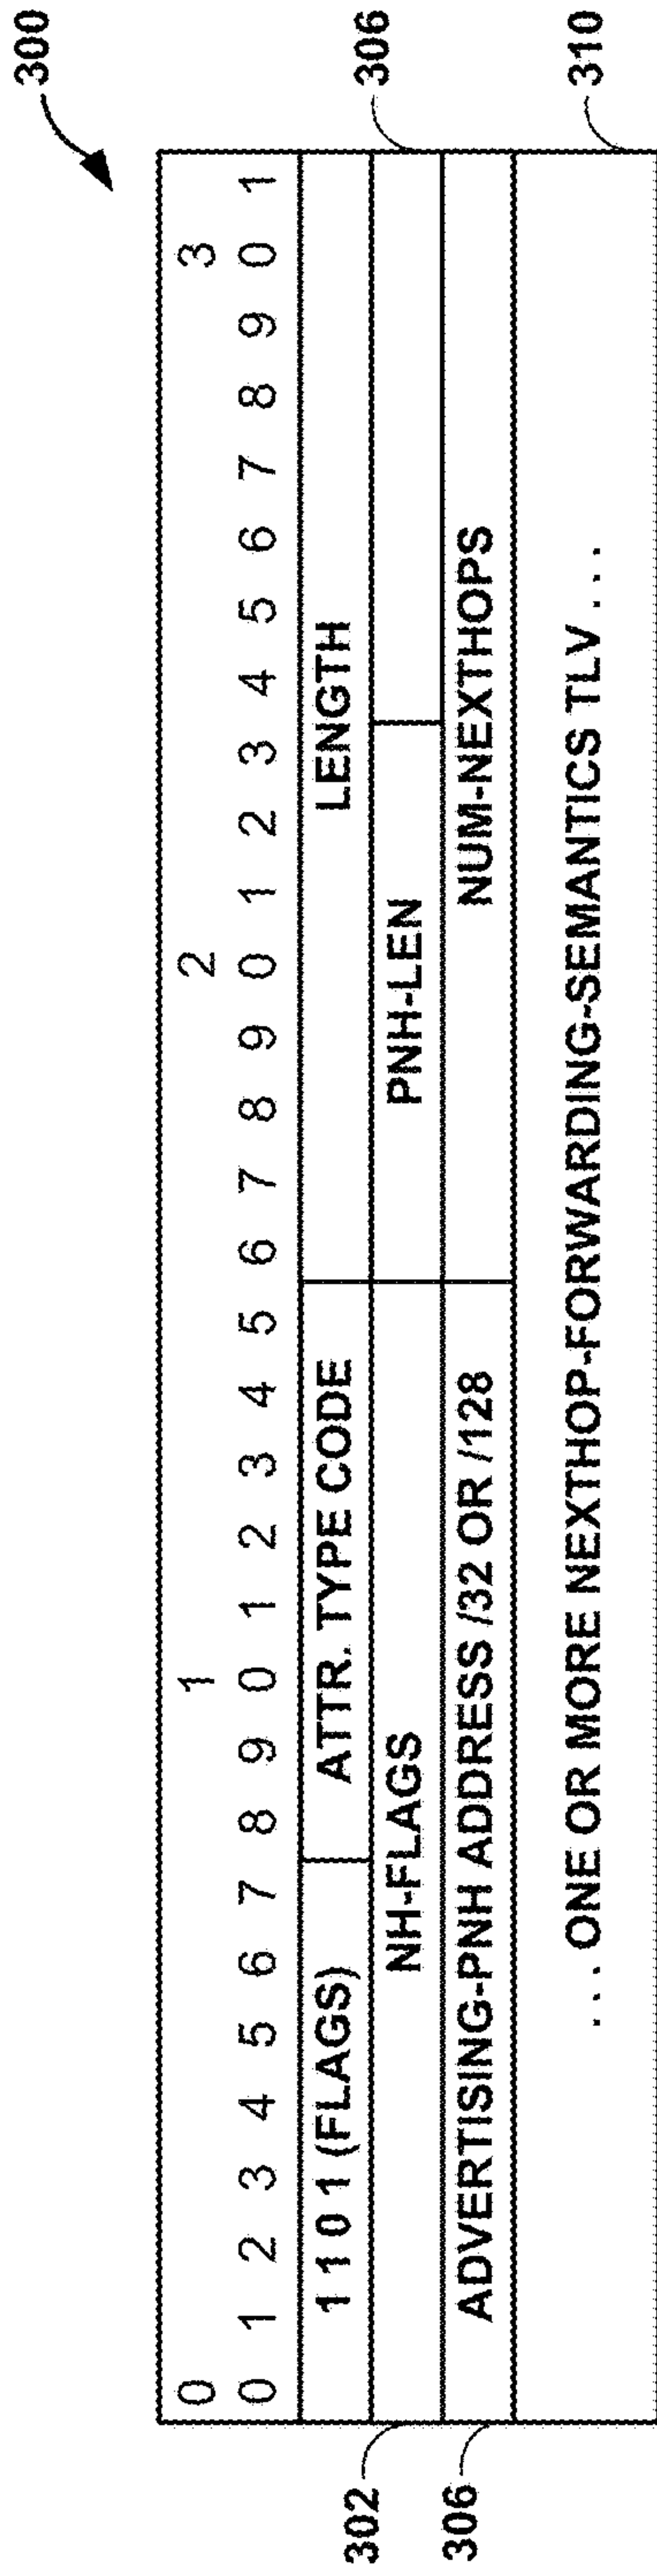 300
0 1 2 3
0 1 2 3 4 5 6 7 8 9 0 1 2 3 4 5 6 7 8 9 0 1 2 3 4 5 6 7 8 9 0 1
1 1 0 1 (FLAGS) ATTR. TYPE CODE LENGTH
302 NH-FLAGS PNH-LEN 306
306 ADVERTISING-PNH ADDRESS /32 OR /128 NUM-NEXTHOPS
. . . ONE OR MORE NEXTHOP-FORWARDING-SEMANTICS TLV . . . 310